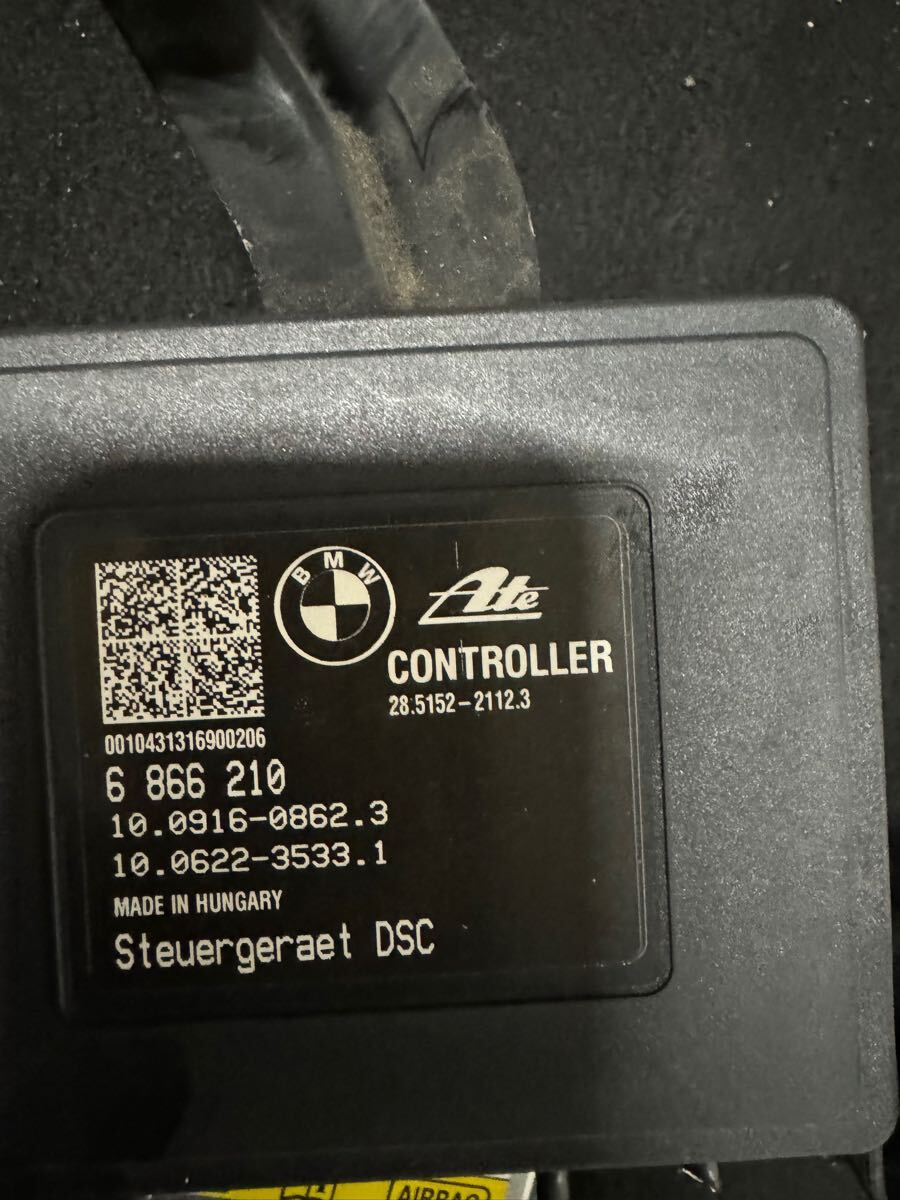 BMW
Ate
CONTROLLER
28.5152-2112.3
0010431316900206
6 866 210
10.0916-0862.3
10.0622-3533.1
MADE IN HUNGARY
Steuergeraet DSC
AIRBAG